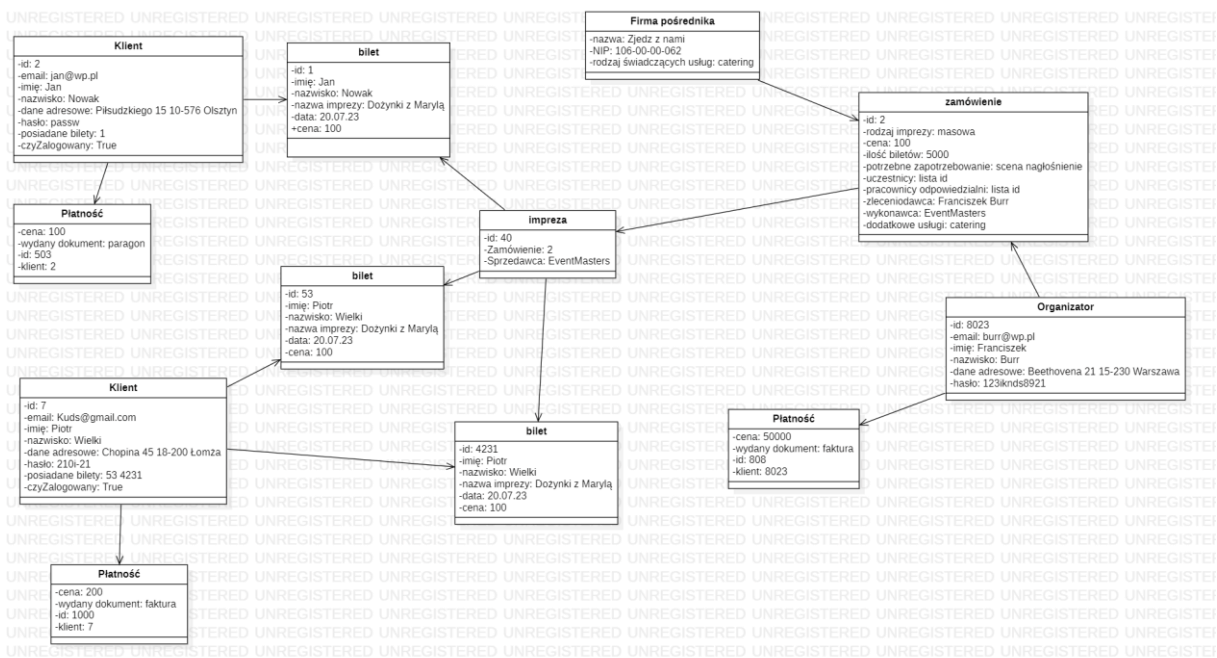 Klient
-id: 2
-email: jan@wp.pl
-imię: Jan
-nazwisko: Nowak
-dane adresowe: Piłsudzkiego 15 10-576 Olsztyn
-hasło: passw
-posiadane bilety: 1
-czyZalogowany: True
bilet
-id: 1
-imię: Jan
-nazwisko: Nowak
-nazwa imprezy: Dożynki z Marylą
-data: 20.07.23
+cena: 100
Firma pośrednika
-nazwa: Zjedz z nami
-NIP: 106-00-00-062
-rodzaj świadczących usług: catering
zamówienie
-id: 2
-rodzaj imprezy: masowa
-cena: 100
-ilość biletów: 5000
-potrzebne zapotrzebowanie: scena nagłośnienie
-uczestnicy: lista id
-pracownicy odpowiedzialni: lista id
-zleceniodawca: Franciszek Burr
-wykonawca: EventMasters
-dodatkowe usługi: catering
Płatność
-cena: 100
-wydany dokument: paragon
-id: 503
-klient: 2
impreza
-id: 40
-Zamówienie: 2
-Sprzedawca: EventMasters
bilet
-id: 53
-imię: Piotr
-nazwisko: Wielki
-nazwa imprezy: Dożynki z Marylą
-data: 20.07.23
-cena: 100
Organizator
-id: 8023
-email: burr@wp.pl
-imię: Franciszek
-nazwisko: Burr
-dane adresowe: Beethovena 21 15-230 Warszawa
-hasło: 123iknds8921
Klient
-id: 7
-email: Kuds@gmail.com
-imię: Piotr
-nazwisko: Wielki
-dane adresowe: Chopina 45 18-200 Łomża
-hasło: 210i-21
-posiadane bilety: 53 4231
-czyZalogowany: True
bilet
-id: 4231
-imię: Piotr
-nazwisko: Wielki
-nazwa imprezy: Dożynki z Marylą
-data: 20.07.23
-cena: 100
Płatność
-cena: 50000
-wydany dokument: faktura
-id: 808
-klient: 8023
Płatność
-cena: 200
-wydany dokument: faktura
-id: 1000
-klient: 7
UNREGISTERED